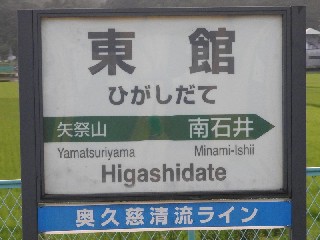 東館
ひがしだて
矢祭山 南石井
Yamatsuriyama Minami-Ishii
Higashidate
奥久慈清流ライン